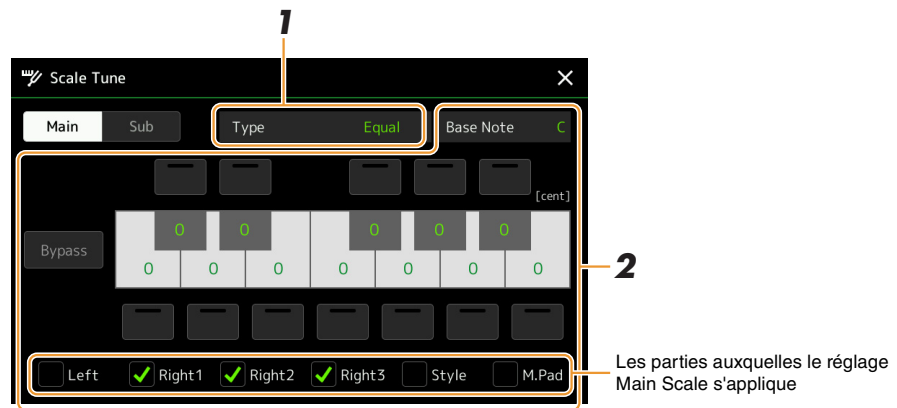 1
Scale Tune
Main Sub Type Equal Base Note C
[cent]
0 0 0 0 0
Bypass
0 0 0 0 0 0 0
2
Left Right1 Right2 Right3 Style M.Pad
Les parties auxquelles le réglage
Main Scale s'applique